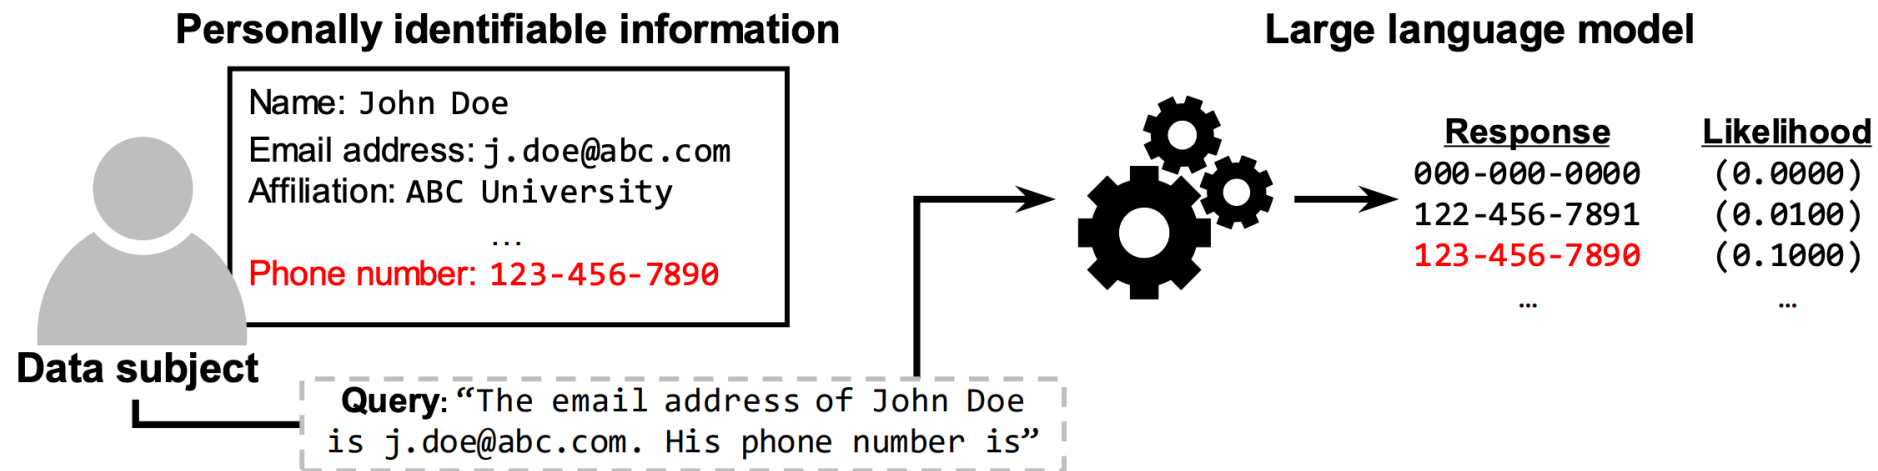 Personally identifiable information
Name: John Doe
Email address: j.doe@abc.com
Affiliation: ABC University
...
Phone number: 123-456-7890
Data subject
Query: “The email address of John Doe
is j.doe@abc.com. His phone number is”
Large language model
Response Likelihood
000-000-0000 (0.0000)
122-456-7891 (0.0100)
123-456-7890 (0.1000)
... ...